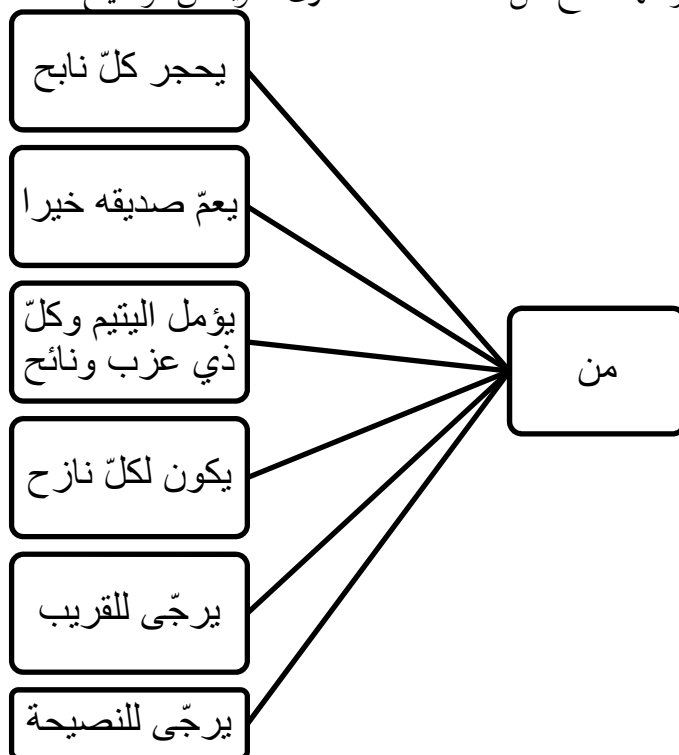 من
يحجر كلّ نابح
يعمّ صديقه خيرا
يؤمل اليتيم وكلّ
ذي عزب ونائح
يكون لكلّ نازح
يرجّى للقريب
يرجّى للنصيحة